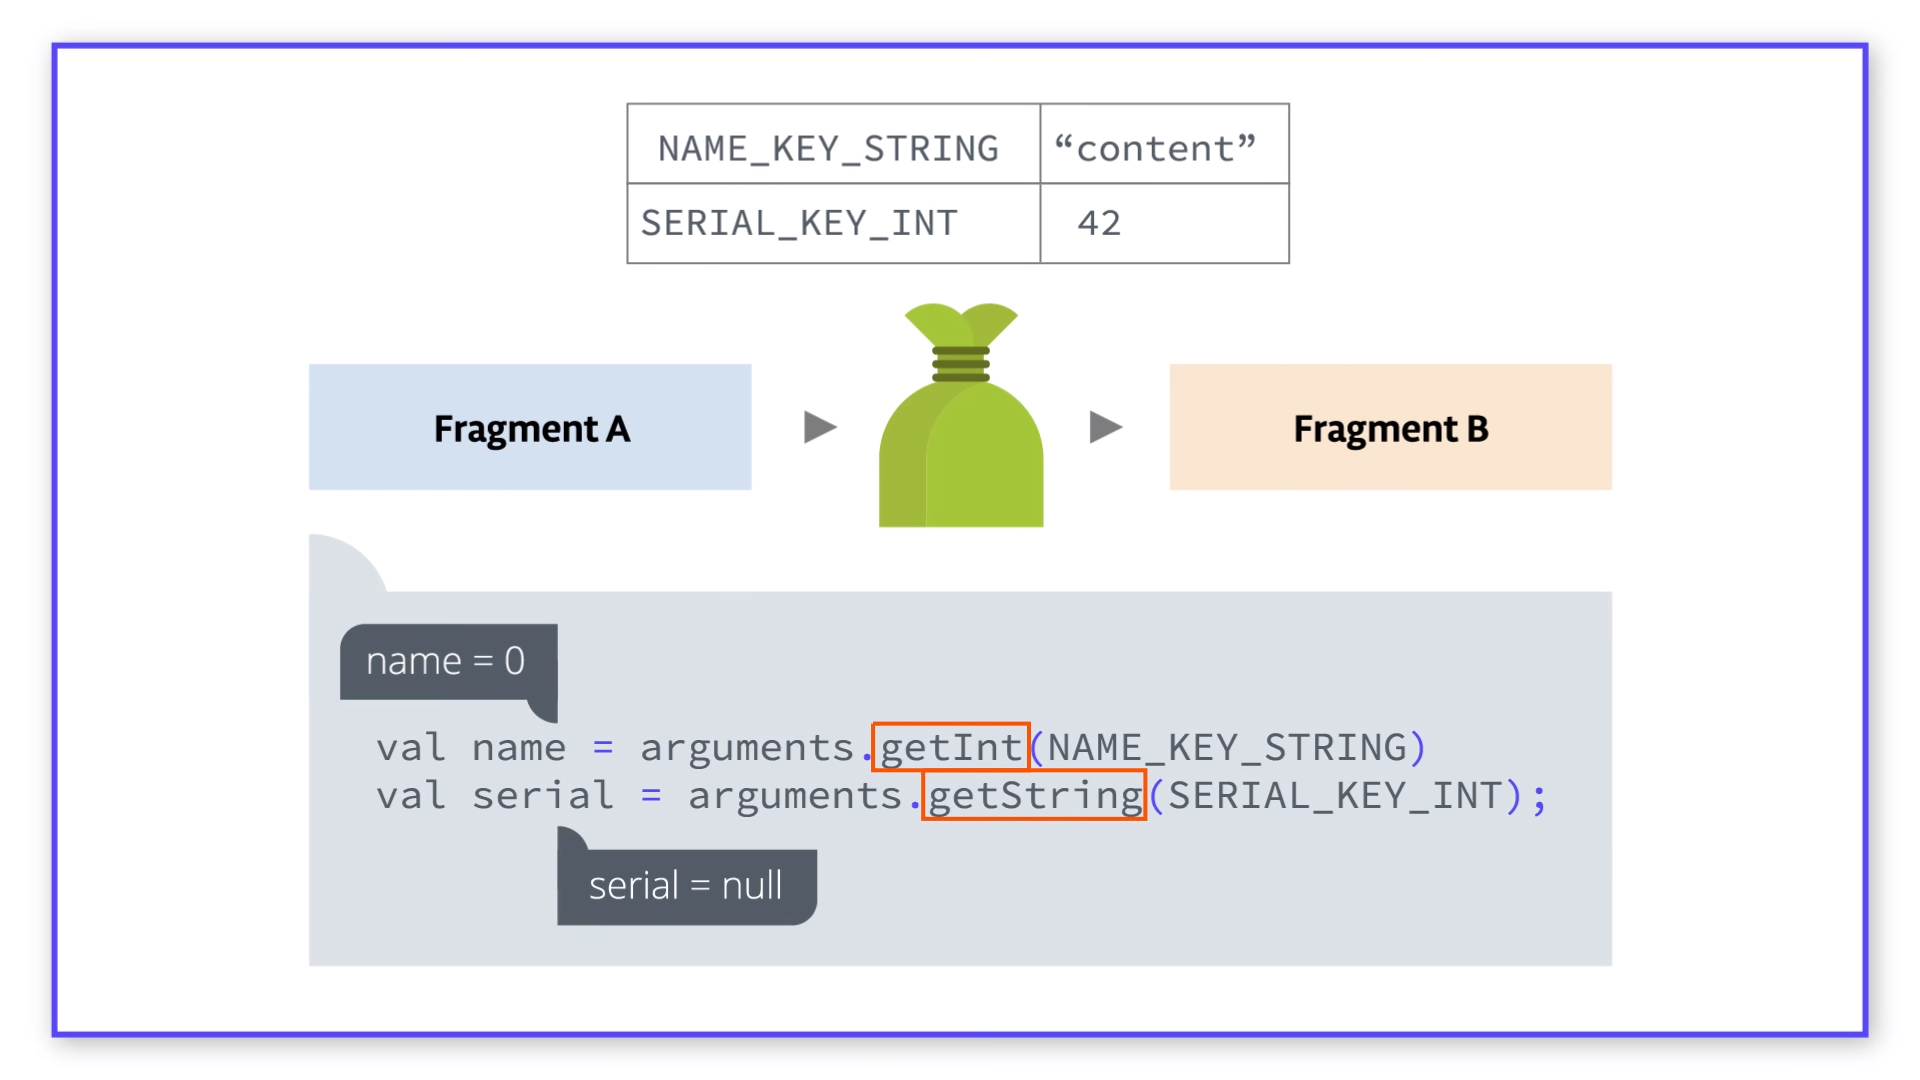 NAME_KEY_STRING “content”
SERIAL_KEY_INT 42
Fragment A
Fragment B
name = 0
val name = arguments.getInt(NAME_KEY_STRING)
val serial = arguments.getString(SERIAL_KEY_INT);
serial = null